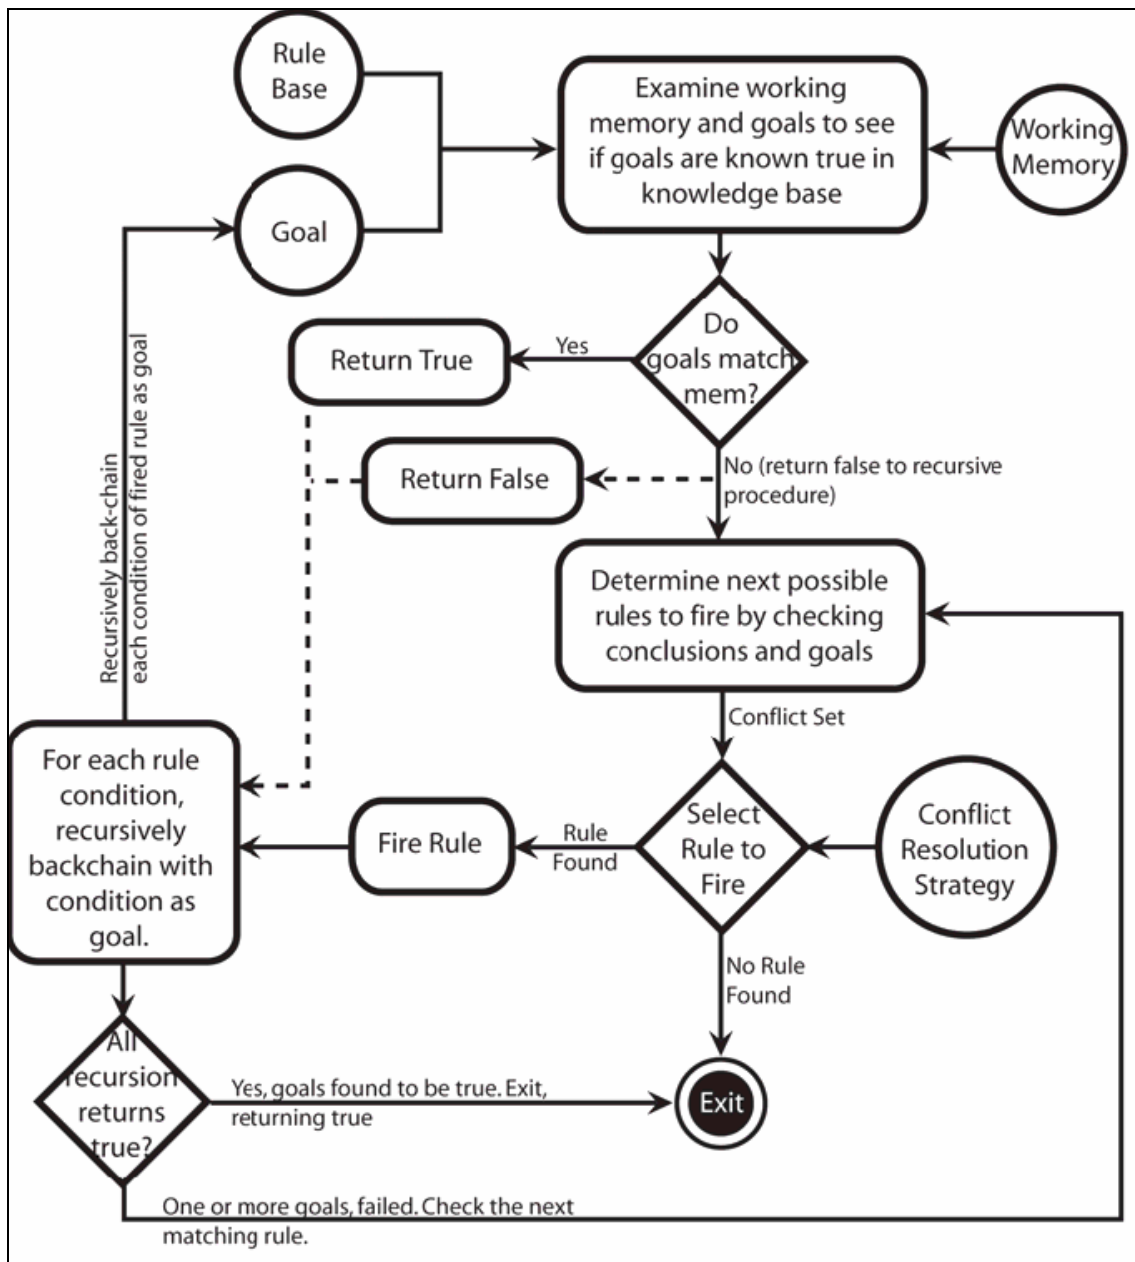 Rule
Base
Examine working
memory and goals to see
if goals are known true in
knowledge base
Working
Memory
Goal
Do
goals match
mem?
Yes
Return True
No (return false to recursive
procedure)
Return False
Recursively back-chain
each condition of fired rule as goal
Determine next possible
rules to fire by checking
conclusions and goals
Conflict Set
For each rule
condition,
recursively
backchain with
condition as
goal.
Fire Rule
Rule
Found
Select
Rule to
Fire
Conflict
Resolution
Strategy
No Rule
Found
All
recursion
returns
true?
Yes, goals found to be true. Exit,
returning true
Exit
One or more goals, failed. Check the next
matching rule.